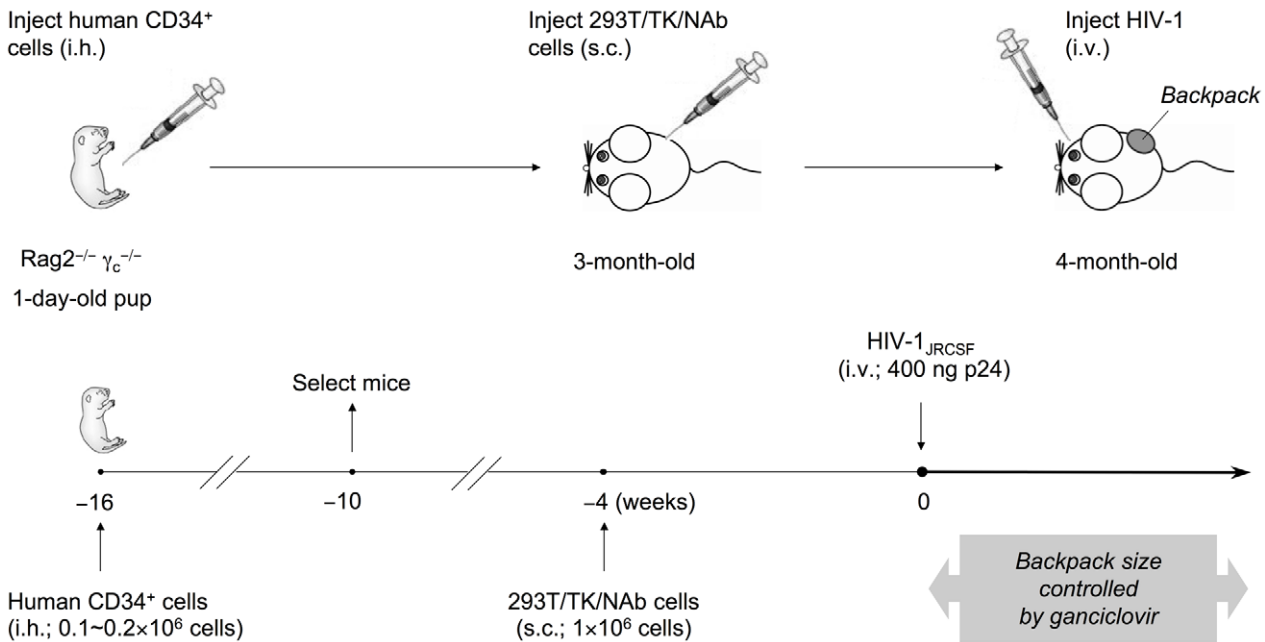 Inject human CD34⁺
cells (i.h.)
Inject 293T/TK/NAb
cells (s.c.)
Inject HIV-1
(i.v.)
Backpack
Rag2⁻/⁻ γc⁻/⁻
1-day-old pup
3-month-old
4-month-old
HIV-1JRCSF
(i.v.; 400 ng p24)
Select mice
−16
−10
−4 (weeks)
0
Human CD34⁺ cells
(i.h.; 0.1~0.2×10⁶ cells)
293T/TK/NAb cells
(s.c.; 1×10⁶ cells)
Backpack size
controlled
by ganciclovir